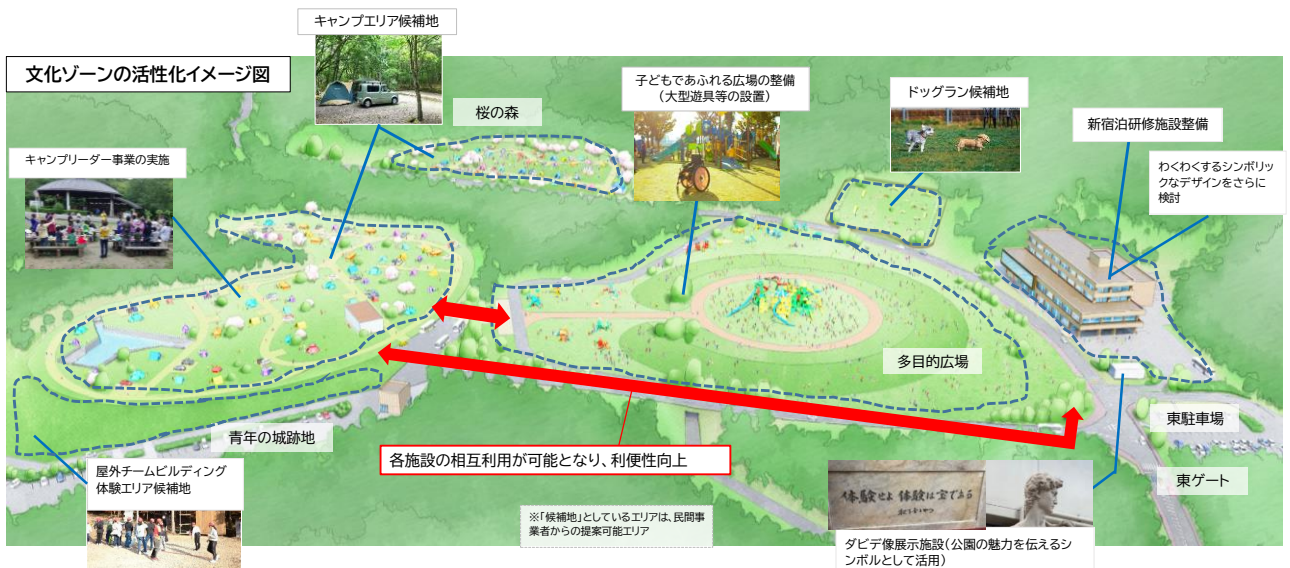 文化ゾーンの活性化イメージ図
キャンプエリア候補地
桜の森
子どもであふれる広場の整備
（大型遊具等の設置）
ドッグラン候補地
新宿泊研修施設整備
わくわくするシンボリッ
クなデザインをさらに
検討
キャンプリーダー事業の実施
多目的広場
東駐車場
東ゲート
青年の城跡地
各施設の相互利用が可能となり、利便性向上
屋外チームビルディング
体験エリア候補地
※「候補地」としているエリアは、民間事
業者からの提案可能エリア
体験せよ 体験は宝である
ダビデ像展示施設（公園の魅力を伝えるシ
ンボルとして活用）